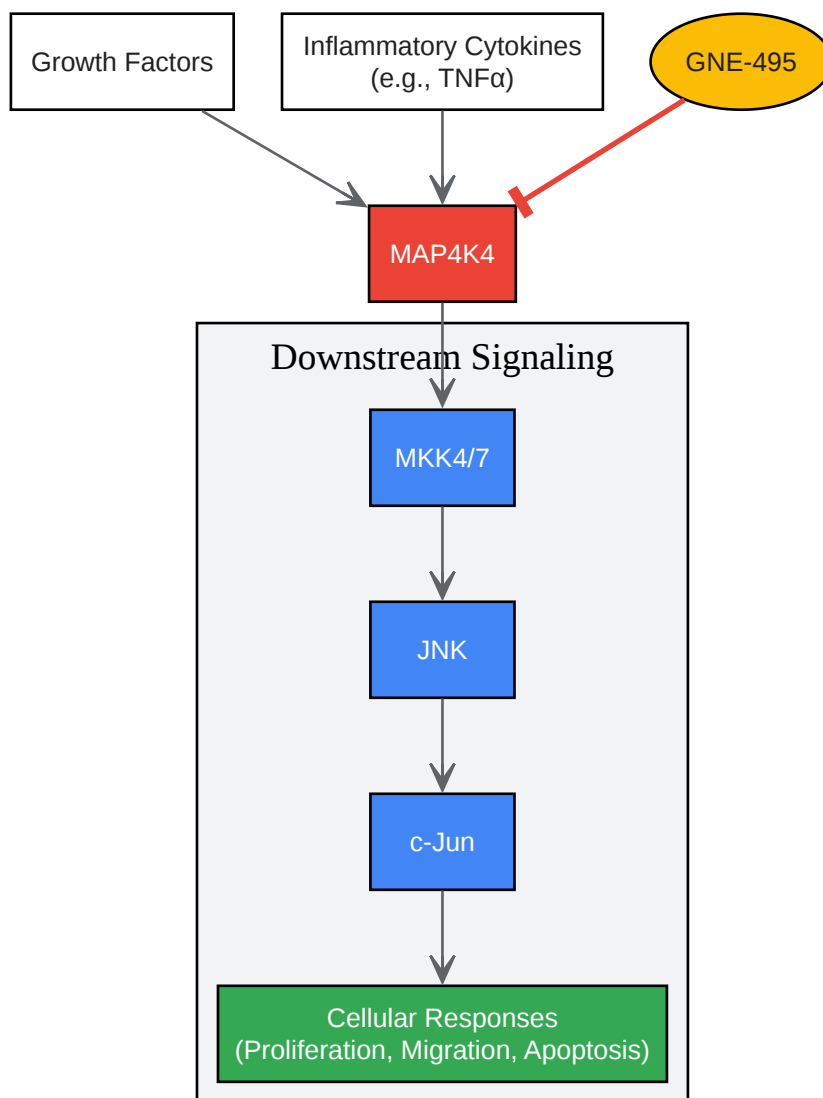 Growth Factors
Inflammatory Cytokines
(e.g., TNFα)
GNE-495
MAP4K4
Downstream Signaling
MKK4/7
JNK
c-Jun
Cellular Responses
(Proliferation, Migration, Apoptosis)